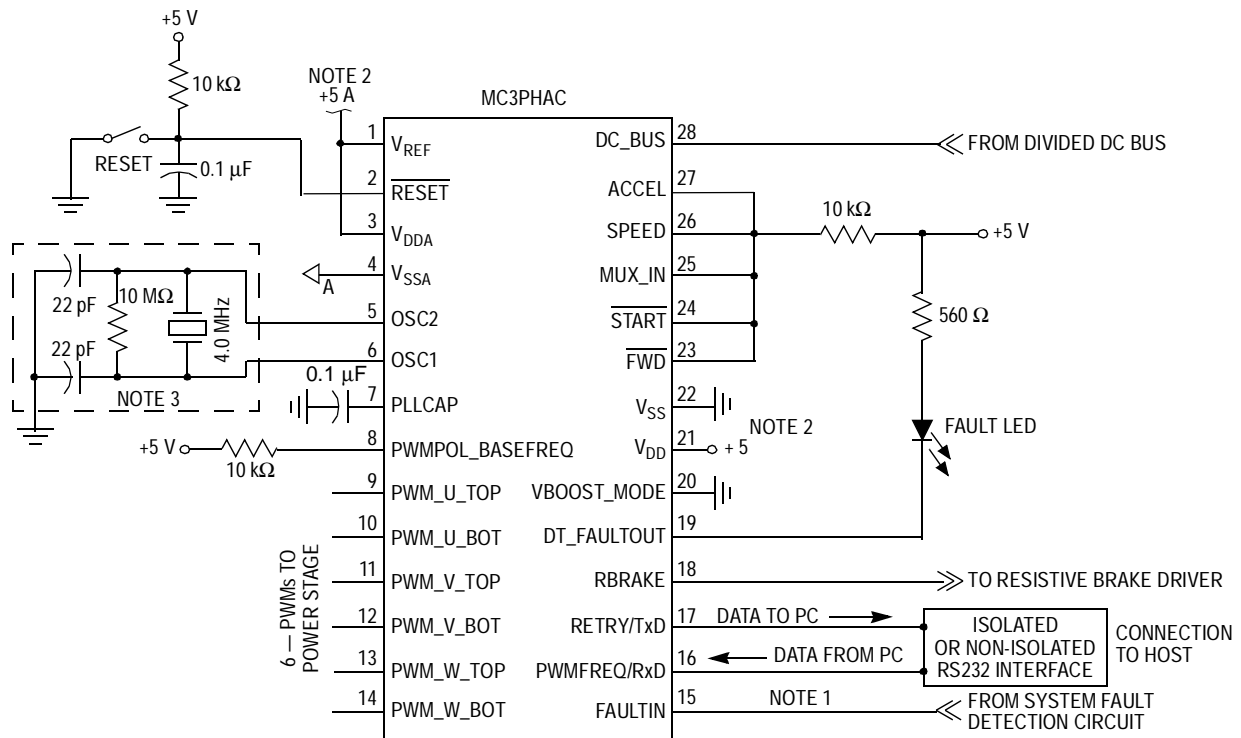 +5 V
10 kΩ
NOTE 2
+5 A
MC3PHAC
RESET
0.1 μF
1
VREF
2
RESET
3
VDDA
4
VSSA
A
5
OSC2
6
OSC1
22 pF
10 MΩ
4.0 MHz
22 pF
NOTE 3
0.1 μF
7
PLLCAP
+5 V
10 kΩ
8
PWMPOL_BASEFREQ
9
PWM_U_TOP
10
PWM_U_BOT
11
PWM_V_TOP
12
PWM_V_BOT
13
PWM_W_TOP
14
PWM_W_BOT
6 — PWMs TO
POWER STAGE
DC_BUS
28
FROM DIVIDED DC BUS
ACCEL
27
SPEED
26
10 kΩ
+5 V
MUX_IN
25
START
24
560 Ω
FWD
23
VSS
22
NOTE 2
VDD
21
+ 5
FAULT LED
VBOOST_MODE
20
DT_FAULTOUT
19
RBRAKE
18
TO RESISTIVE BRAKE DRIVER
RETRY/TxD
17
DATA TO PC
PWMFREQ/RxD
16
DATA FROM PC
ISOLATED
OR NON-ISOLATED
RS232 INTERFACE
CONNECTION
TO HOST
FAULTIN
15
NOTE 1
FROM SYSTEM FAULT
DETECTION CIRCUIT